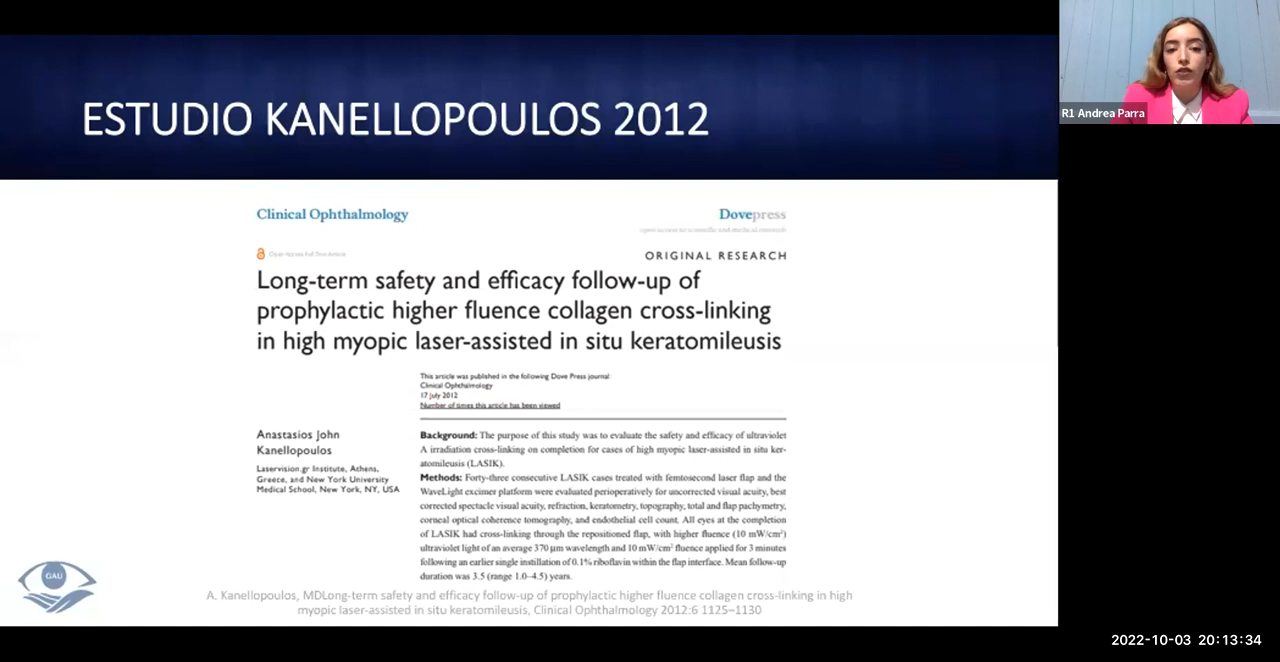 ESTUDIO KANELLOPOULOS 2012
R1 Andrea Parra
Clinical Ophthalmology
Dovepress
open access to scientific and medical research
Open Access Full Text Article
ORIGINAL RESEARCH
Long-term safety and efficacy follow-up of
prophylactic higher fluence collagen cross-linking
in high myopic laser-assisted in situ keratomileusis
This article was published in the following Dove Press journal:
Clinical Ophthalmology
17 July 2012
Number of times this article has been viewed
Anastasios John
Kanellopoulos
Laservision.gr Institute, Athens,
Greece, and New York University
Medical School, New York, NY, USA
Background: The purpose of this study was to evaluate the safety and efficacy of ultraviolet
A irradiation cross-linking on completion for cases of high myopic laser-assisted in situ ker-
atomileusis (LASIK).
Methods: Forty-three consecutive LASIK cases treated with femtosecond laser flap and the
WaveLight excimer platform were evaluated perioperatively for uncorrected visual acuity, best
corrected spectacle visual acuity, refraction, keratometry, topography, total and flap pachymetry,
corneal optical coherence tomography, and endothelial cell count. All eyes at the completion
of LASIK had cross-linking through the repositioned flap, with higher fluence (10 mW/cm²)
ultraviolet light of an average 370 μm wavelength and 10 mW/cm² fluence applied for 3 minutes
following an earlier single instillation of 0.1% riboflavin within the flap interface. Mean follow-up
duration was 3.5 (range 1.0–4.5) years.
GAU
A. Kanellopoulos, MDLong-term safety and efficacy follow-up of prophylactic higher fluence collagen cross-linking in high
myopic laser-assisted in situ keratomileusis, Clinical Ophthalmology 2012:6 1125–1130
2022-10-03 20:13:34